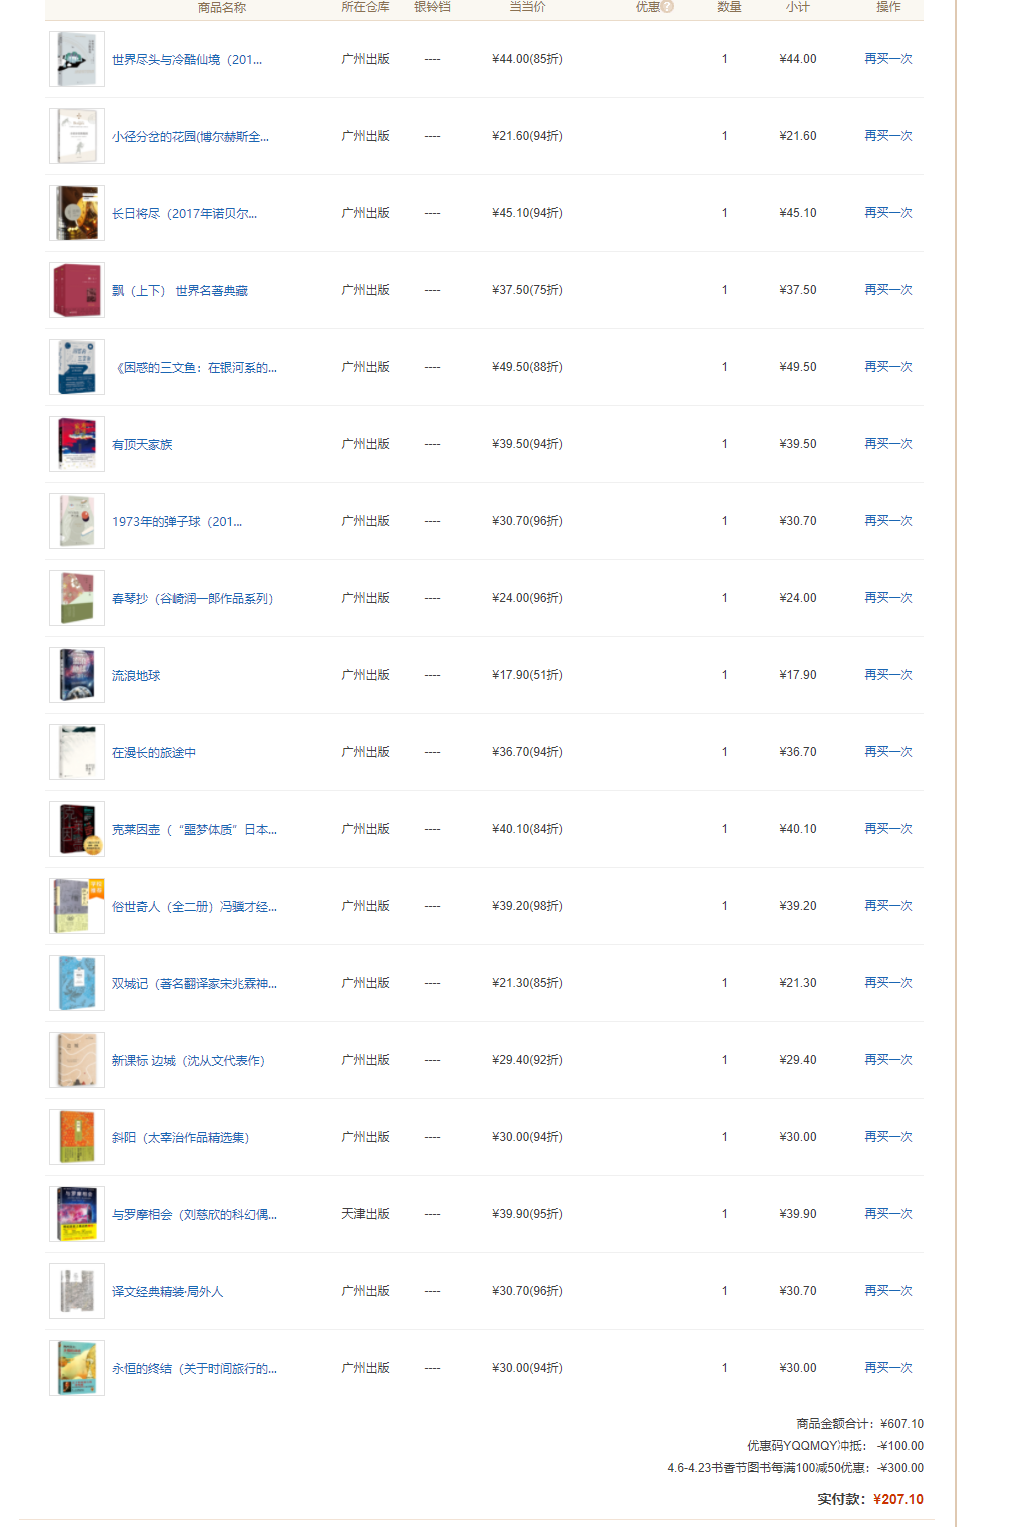 商品名称 所在仓库 银铃铛 当当价 优惠? 数量 小计 操作
世界尽头与冷酷仙境（201... 广州出版 ---- ¥44.00(85折) 1 ¥44.00 再买一次
小径分岔的花园(博尔赫斯全... 广州出版 ---- ¥21.60(94折) 1 ¥21.60 再买一次
长日将尽（2017年诺贝尔... 广州出版 ---- ¥45.10(94折) 1 ¥45.10 再买一次
飘（上下） 世界名著典藏 广州出版 ---- ¥37.50(75折) 1 ¥37.50 再买一次
《困惑的三文鱼：在银河系的... 广州出版 ---- ¥49.50(88折) 1 ¥49.50 再买一次
有顶天家族 广州出版 ---- ¥39.50(94折) 1 ¥39.50 再买一次
1973年的弹子球（201... 广州出版 ---- ¥30.70(96折) 1 ¥30.70 再买一次
春琴抄（谷崎润一郎作品系列） 广州出版 ---- ¥24.00(96折) 1 ¥24.00 再买一次
流浪地球 广州出版 ---- ¥17.90(51折) 1 ¥17.90 再买一次
在漫长的旅途中 广州出版 ---- ¥36.70(94折) 1 ¥36.70 再买一次
克莱因壶（“噩梦体质”日本... 广州出版 ---- ¥40.10(84折) 1 ¥40.10 再买一次
俗世奇人（全二册）冯骥才经... 广州出版 ---- ¥39.20(98折) 1 ¥39.20 再买一次
双城记（著名翻译家宋兆霖神... 广州出版 ---- ¥21.30(85折) 1 ¥21.30 再买一次
新课标 边城（沈从文代表作） 广州出版 ---- ¥29.40(92折) 1 ¥29.40 再买一次
斜阳（太宰治作品精选集） 广州出版 ---- ¥30.00(94折) 1 ¥30.00 再买一次
与罗摩相会（刘慈欣的科幻偶... 天津出版 ---- ¥39.90(95折) 1 ¥39.90 再买一次
译文经典精装·局外人 广州出版 ---- ¥30.70(96折) 1 ¥30.70 再买一次
永恒的终结（关于时间旅行的... 广州出版 ---- ¥30.00(94折) 1 ¥30.00 再买一次
商品金额合计：¥607.10
优惠码YQQMQY冲抵： -¥100.00
4.6-4.23书香节图书每满100减50优惠：-¥300.00
实付款：¥207.10